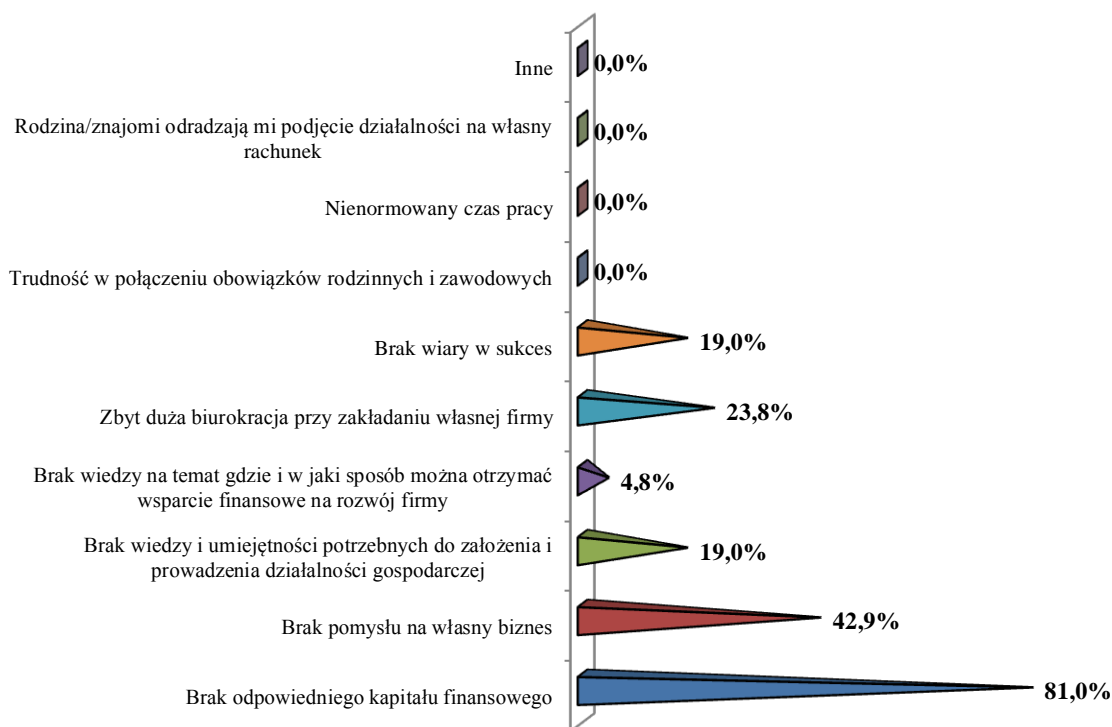 Inne
0,0%
Rodzina/znajomi odradzają mi podjęcie działalności na własny
rachunek
0,0%
Nienormowany czas pracy
0,0%
Trudność w połączeniu obowiązków rodzinnych i zawodowych
0,0%
Brak wiary w sukces
19,0%
Zbyt duża biurokracja przy zakładaniu własnej firmy
23,8%
Brak wiedzy na temat gdzie i w jaki sposób można otrzymać
wsparcie finansowe na rozwój firmy
4,8%
Brak wiedzy i umiejętności potrzebnych do założenia i
prowadzenia działalności gospodarczej
19,0%
Brak pomysłu na własny biznes
42,9%
Brak odpowiedniego kapitału finansowego
81,0%